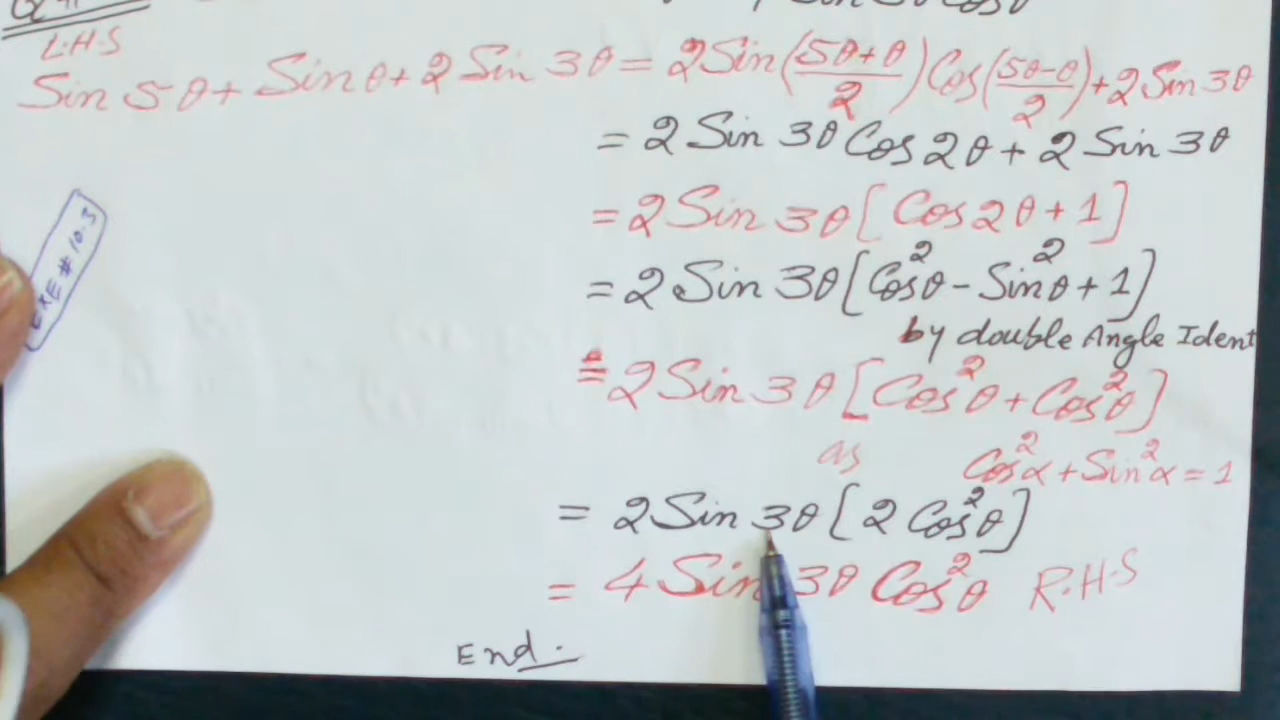 L.H.S
Sin 5θ + Sinθ + 2 Sin 3θ = 2Sin(5θ+θ/2)Cos(5θ-θ/2)+2 Sin 3θ
= 2 Sin 3θ Cos 2θ + 2 Sin 3θ
= 2 Sin 3θ [Cos 2θ + 1]
= 2 Sin 3θ [Cos²θ - Sin²θ + 1]
by double Angle Ident
= 2 Sin 3θ [Cos²θ + Cos²θ]
as Cos²α + Sin²α = 1
= 2 Sin 3θ [2 Cos²θ]
= 4 Sin 3θ Cos²θ R.H.S
End.
EXE # 10.3